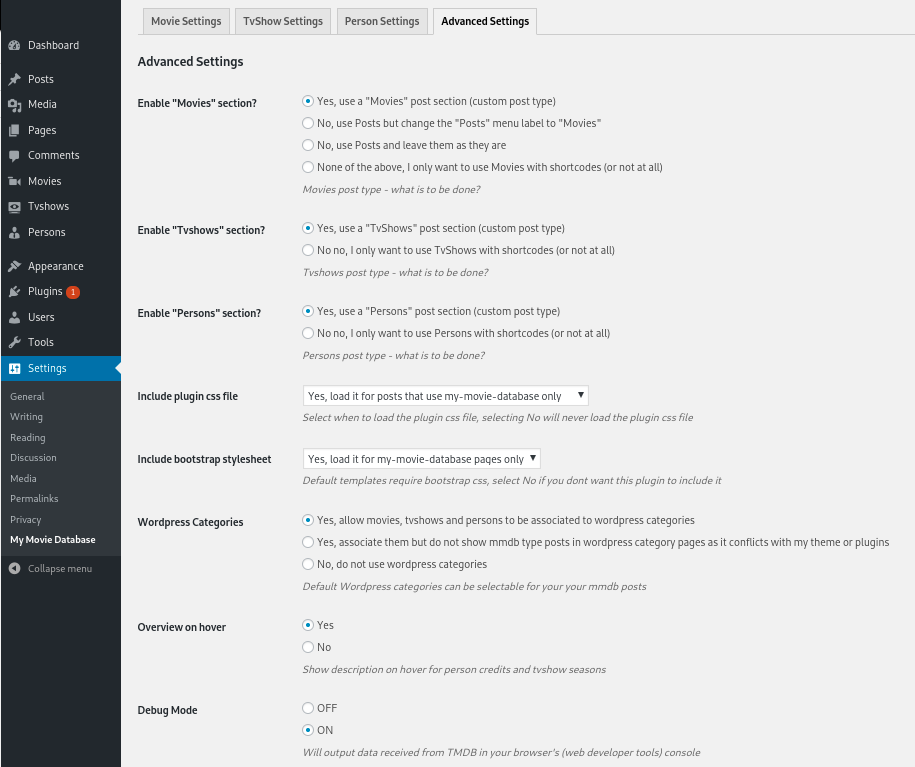 Movie Settings
TvShow Settings
Person Settings
Advanced Settings
Dashboard
Posts
Media
Pages
Comments
Movies
Tvshows
Persons
Appearance
Plugins 1
Users
Tools
Settings
General
Writing
Reading
Discussion
Media
Permalinks
Privacy
My Movie Database
Collapse menu
Advanced Settings
Enable "Movies" section?
Yes, use a "Movies" post section (custom post type)
No, use Posts but change the "Posts" menu label to "Movies"
No, use Posts and leave them as they are
None of the above, I only want to use Movies with shortcodes (or not at all)
Movies post type - what is to be done?
Enable "Tvshows" section?
Yes, use a "TvShows" post section (custom post type)
No no, I only want to use TvShows with shortcodes (or not at all)
Tvshows post type - what is to be done?
Enable "Persons" section?
Yes, use a "Persons" post section (custom post type)
No no, I only want to use Persons with shortcodes (or not at all)
Persons post type - what is to be done?
Include plugin css file
Yes, load it for posts that use my-movie-database only
Select when to load the plugin css file, selecting No will never load the plugin css file
Include bootstrap stylesheet
Yes, load it for my-movie-database pages only
Default templates require bootstrap css, select No if you dont want this plugin to include it
Wordpress Categories
Yes, allow movies, tvshows and persons to be associated to wordpress categories
Yes, associate them but do not show mmdb type posts in wordpress category pages as it conflicts with my theme or plugins
No, do not use wordpress categories
Default Wordpress categories can be selectable for your your mmdb posts
Overview on hover
Yes
No
Show description on hover for person credits and tvshow seasons
Debug Mode
OFF
ON
Will output data received from TMDB in your browser's (web developer tools) console